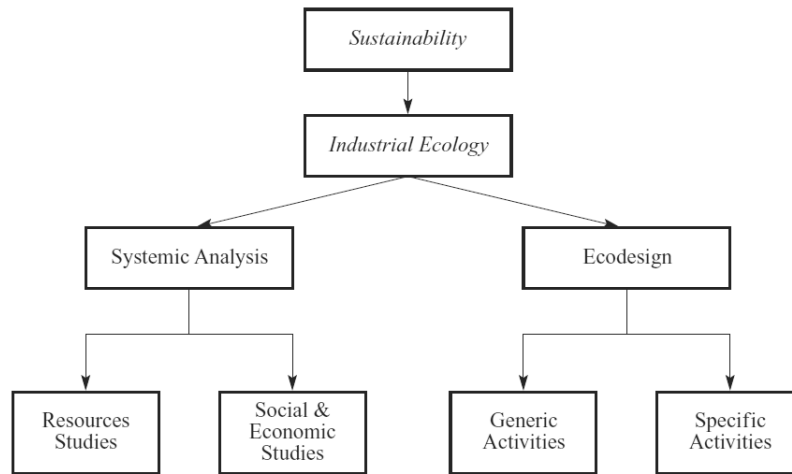 Sustainability
Industrial Ecology
Systemic Analysis
Ecodesign
Resources
Studies
Social &
Economic
Studies
Generic
Activities
Specific
Activities